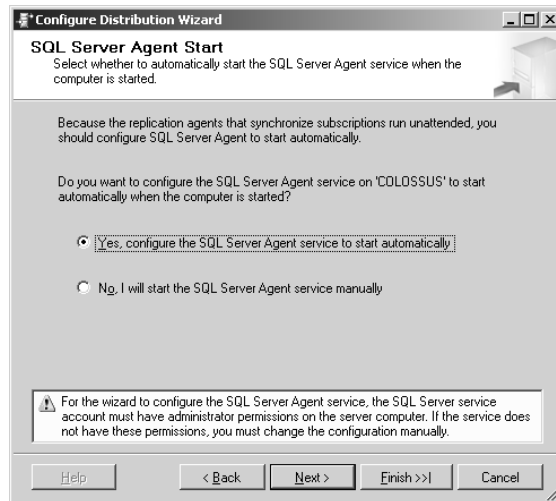 *Configure Distribution Wizard
SQL Server Agent Start
Select whether to automatically start the SQL Server Agent service when the
computer is started.
Because the replication agents that synchronize subscriptions run unattended, you
should configure SQL Server Agent to start automatically.
Do you want to configure the SQL Server Agent service on 'COLOSSUS' to start
automatically when the computer is started?
Yes, configure the SQL Server Agent service to start automatically
No, I will start the SQL Server Agent service manually
For the wizard to configure the SQL Server Agent service, the SQL Server service
account must have administrator permissions on the server computer. If the service does
not have these permissions, you must change the configuration manually.
Help < Back Next > Finish >>| Cancel